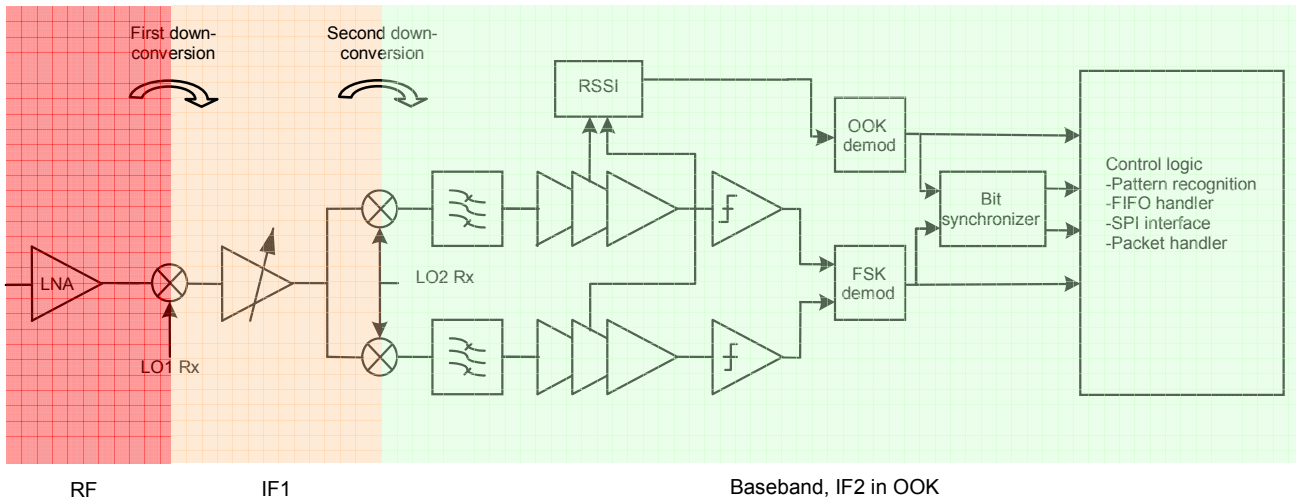 First down-
conversion
Second down-
conversion
RSSI
OOK
demod
Control logic
-Pattern recognition
-FIFO handler
-SPI interface
-Packet handler
Bit
synchronizer
LNA
LO2 Rx
FSK
demod
LO1 Rx
RF
IF1
Baseband, IF2 in OOK